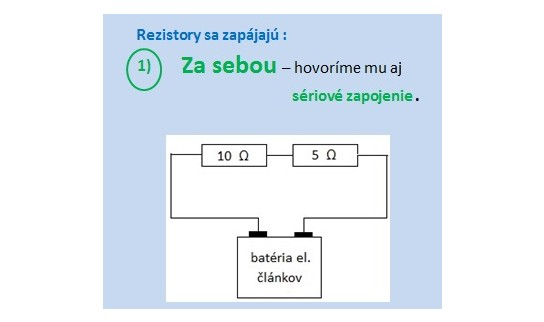 Rezistory sa zapájajú :
1) Za sebou – hovoríme mu aj
sériové zapojenie .
10 Ω 5 Ω
batéria el.
článkov